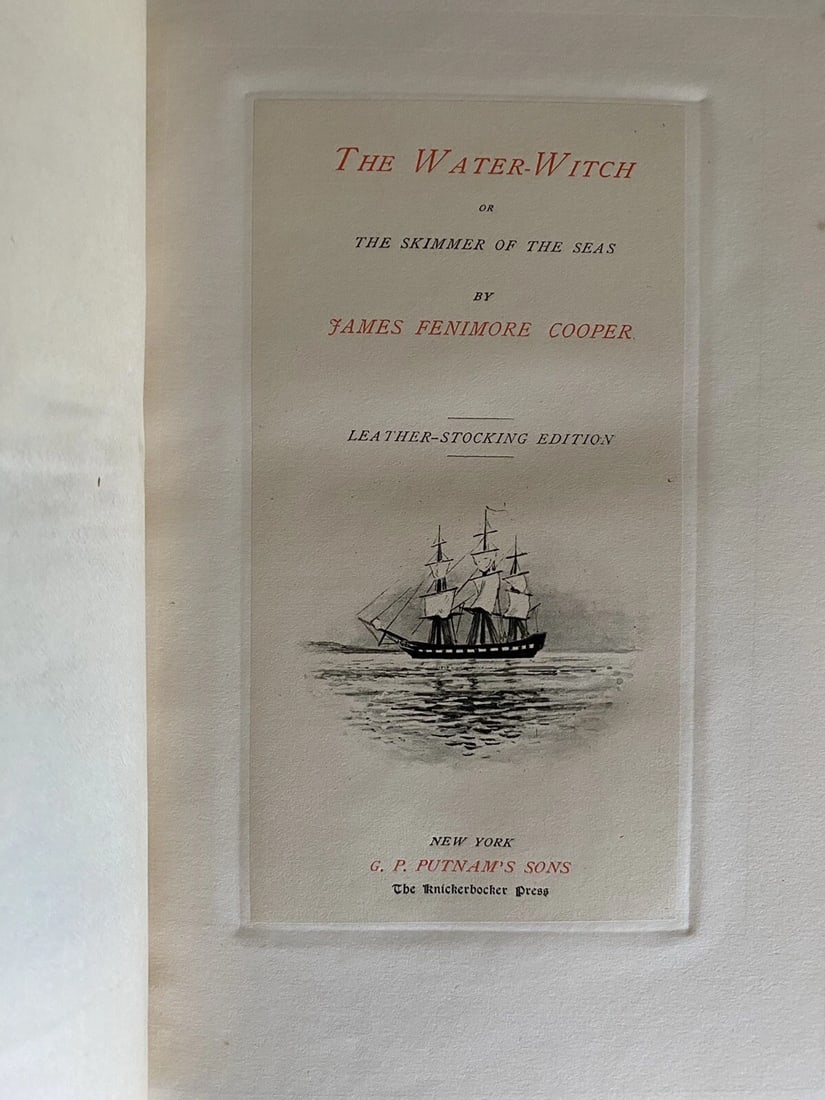 THE WATER-WITCH
OR
THE SKIMMER OF THE SEAS
BY
JAMES FENIMORE COOPER.
LEATHER-STOCKING EDITION
NEW YORK
G. P. PUTNAM'S SONS
The Knickerbocker Press